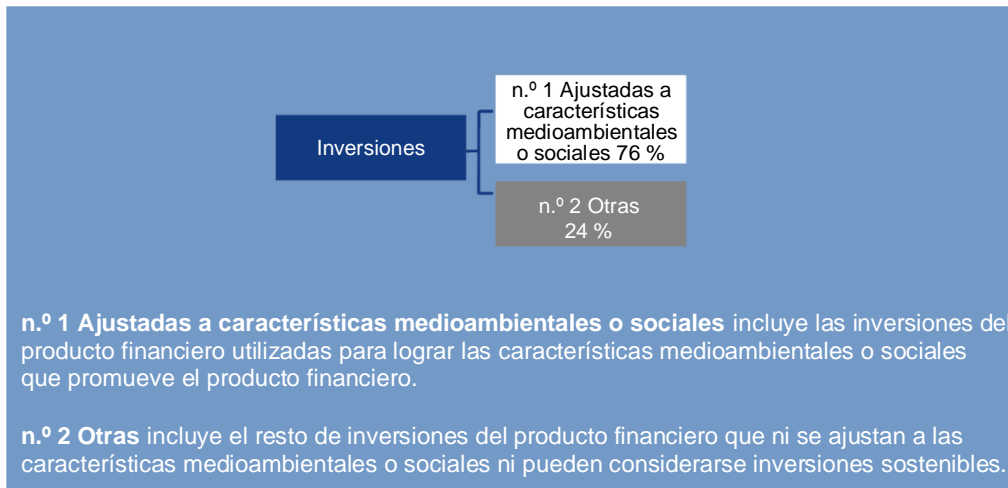 n.º 1 Ajustadas a
características
medioambientales
o sociales 76 %
Inversiones
n.º 2 Otras
24 %
n.º 1 Ajustadas a características medioambientales o sociales incluye las inversiones del
producto financiero utilizadas para lograr las características medioambientales o sociales
que promueve el producto financiero.
n.º 2 Otras incluye el resto de inversiones del producto financiero que ni se ajustan a las
características medioambientales o sociales ni pueden considerarse inversiones sostenibles.